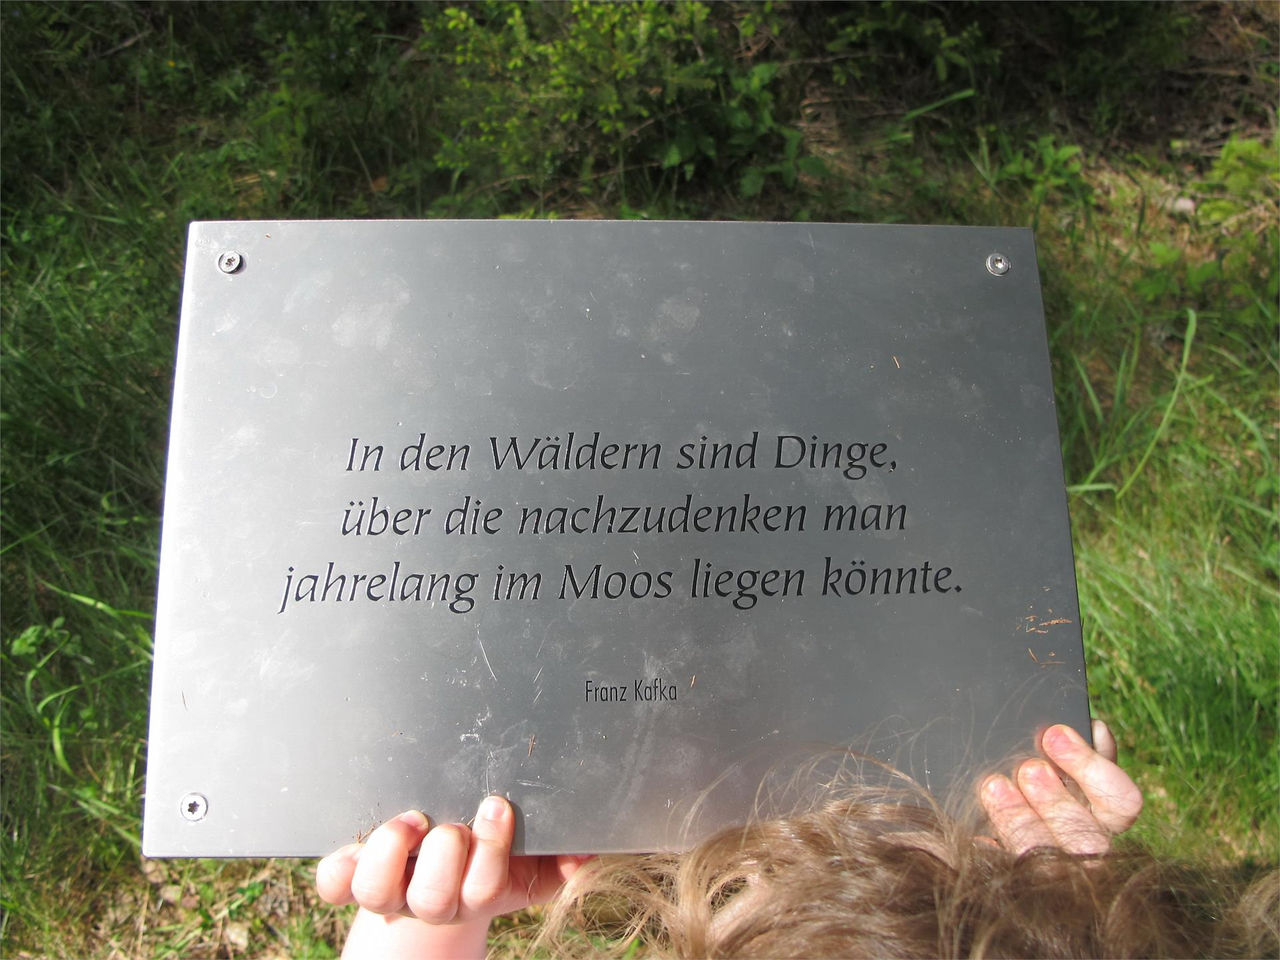 In den Wäldern sind Dinge,
über die nachzudenken man
jahrelang im Moos liegen könnte.
Franz Kafka